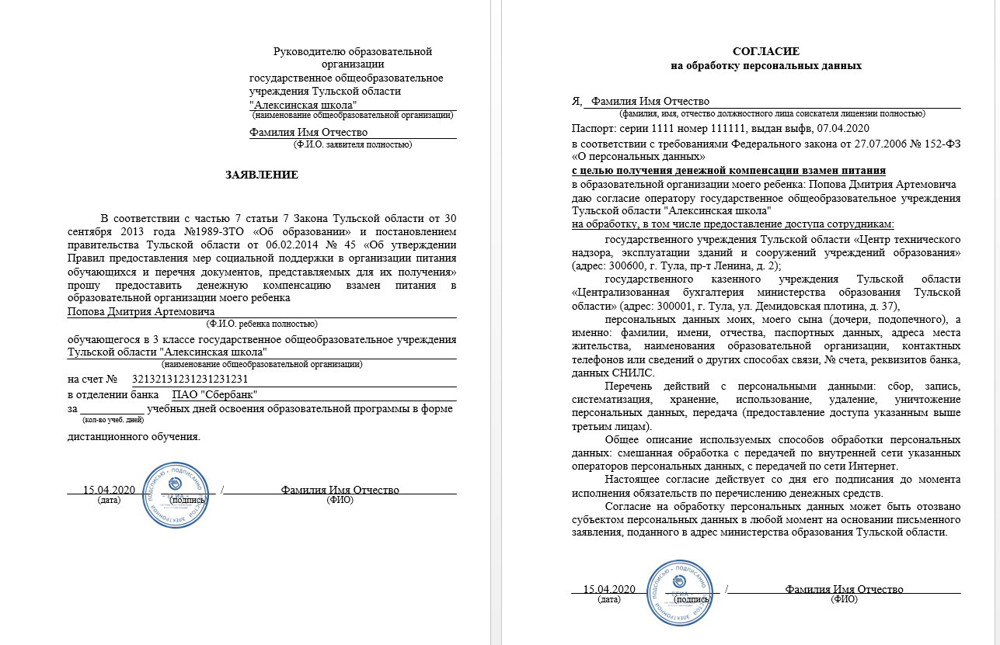 Руководителю образовательной
организации
государственное общеобразовательное
учреждения Тульской области
"Алексинская школа"
(наименование общеобразовательной организации)
Фамилия Имя Отчество
(Ф.И.О. заявителя полностью)
ЗАЯВЛЕНИЕ
В соответствии с частью 7 статьи 7 Закона Тульской области от 30
сентября 2013 года №1989-ЗТО «Об образовании» и постановлением
правительства Тульской области от 06.02.2014 № 45 «Об утверждении
Правил предоставления мер социальной поддержки в организации питания
обучающихся и перечня документов, представляемых для их получения»
прошу предоставить денежную компенсацию взамен питания в
образовательной организации моего ребенка
Попова Дмитрия Артемовича
(Ф.И.О. ребенка полностью)
обучающегося в 3 классе государственное общеобразовательное учреждения
Тульской области "Алексинская школа"
(наименование общеобразовательной организации)
на счет № 32132131231231231231
в отделении банка ПАО "Сбербанк"
за ___________ учебных дней освоения образовательной программы в форме
(кол-во учеб. дней)
дистанционного обучения.
15.04.2020 / Фамилия Имя Отчество
(дата) (подпись) (ФИО)
ПОДПИСАННО ПРОСТОЙ ЭЛЕКТРОННОЙ ПОДПИСЬЮ
ЕСИА
СОГЛАСИЕ
на обработку персональных данных
Я, Фамилия Имя Отчество
(фамилия, имя, отчество должностного лица соискателя лицензии полностью)
Паспорт: серии 1111 номер 111111, выдан выфв, 07.04.2020
в соответствии с требованиями Федерального закона от 27.07.2006 № 152-ФЗ
«О персональных данных»
с целью получения денежной компенсации взамен питания
в образовательной организации моего ребенка: Попова Дмитрия Артемовича
даю согласие оператору государственное общеобразовательное учреждения
Тульской области "Алексинская школа"
на обработку, в том числе предоставление доступа сотрудникам:
государственного учреждения Тульской области «Центр технического
надзора, эксплуатации зданий и сооружений учреждений образования»
(адрес: 300600, г. Тула, пр-т Ленина, д. 2);
государственного казенного учреждения Тульской области
«Централизованная бухгалтерия министерства образования Тульской
области» (адрес: 300001, г. Тула, ул. Демидовская плотина, д. 37),
персональных данных моих, моего сына (дочери, подопечного), а
именно: фамилии, имени, отчества, паспортных данных, адреса места
жительства, наименования образовательной организации, контактных
телефонов или сведений о других способах связи, № счета, реквизитов банка,
данных СНИЛС.
Перечень действий с персональными данными: сбор, запись,
систематизация, хранение, использование, удаление, уничтожение
персональных данных, передача (предоставление доступа указанным выше
третьим лицам).
Общее описание используемых способов обработки персональных
данных: смешанная обработка с передачей по внутренней сети указанных
операторов персональных данных, с передачей по сети Интернет.
Настоящее согласие действует со дня его подписания до момента
исполнения обязательств по перечислению денежных средств.
Согласие на обработку персональных данных может быть отозвано
субъектом персональных данных в любой момент на основании письменного
заявления, поданного в адрес министерства образования Тульской области.
15.04.2020 / Фамилия Имя Отчество
(дата) (подпись) (ФИО)
ПОДПИСАННО ПРОСТОЙ ЭЛЕКТРОННОЙ ПОДПИСЬЮ
ЕСИА